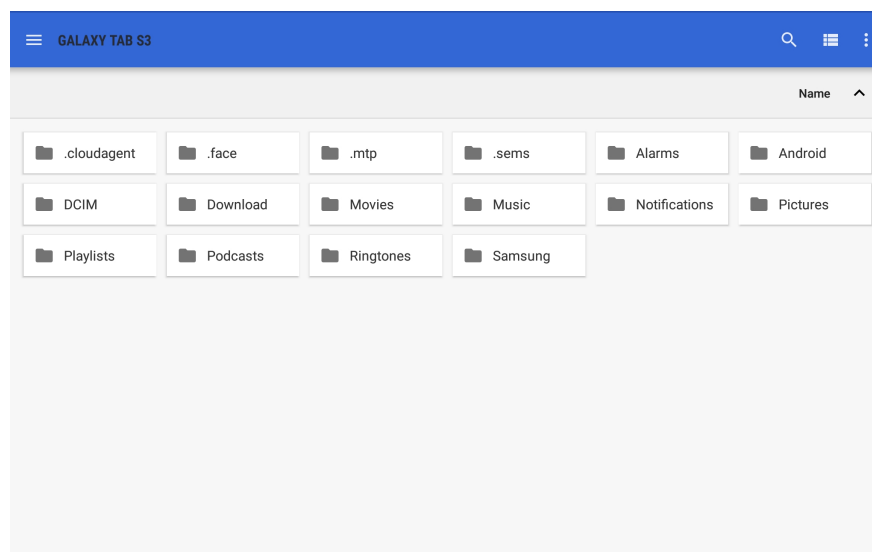 GALAXY TAB S3
Name
.cloudagent .face .mtp .sems Alarms Android
DCIM Download Movies Music Notifications Pictures
Playlists Podcasts Ringtones Samsung